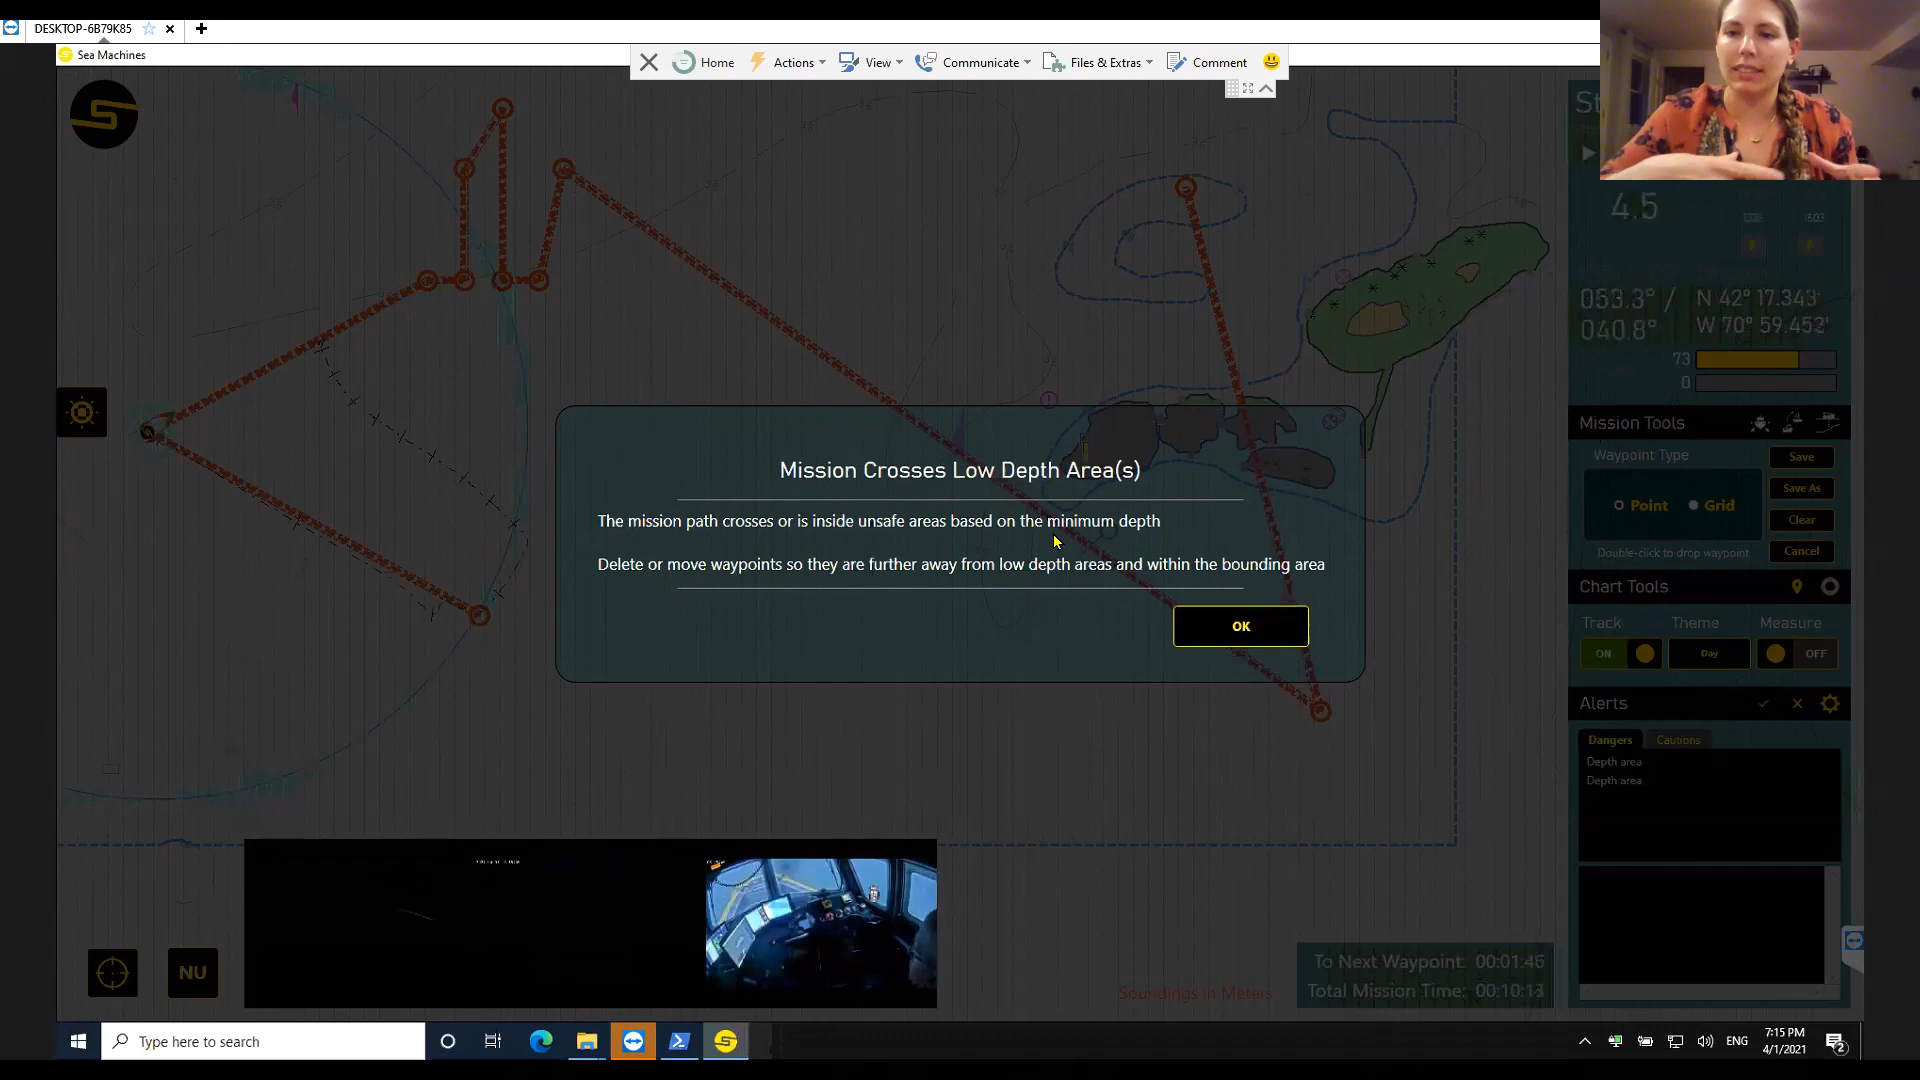 DESKTOP-6B79K85
Sea Machines
Home
Actions
View
Communicate
Files & Extras
Comment
4.5
053.3° /
040.8°
N 42° 17.343'
W 70° 59.452'
73
0
Mission Tools
Waypoint Type
Point
Grid
Double-click to drop waypoint
Save
Save As
Clear
Cancel
Chart Tools
Track
Theme
Measure
ON
Day
OFF
Alerts
Dangers
Cautions
Depth area
Depth area
Mission Crosses Low Depth Area(s)
The mission path crosses or is inside unsafe areas based on the minimum depth
Delete or move waypoints so they are further away from low depth areas and within the bounding area
OK
NU
Soundings in Meters
To Next Waypoint: 00:01:46
Total Mission Time: 00:10:13
Type here to search
ENG
7:15 PM
4/1/2021
2